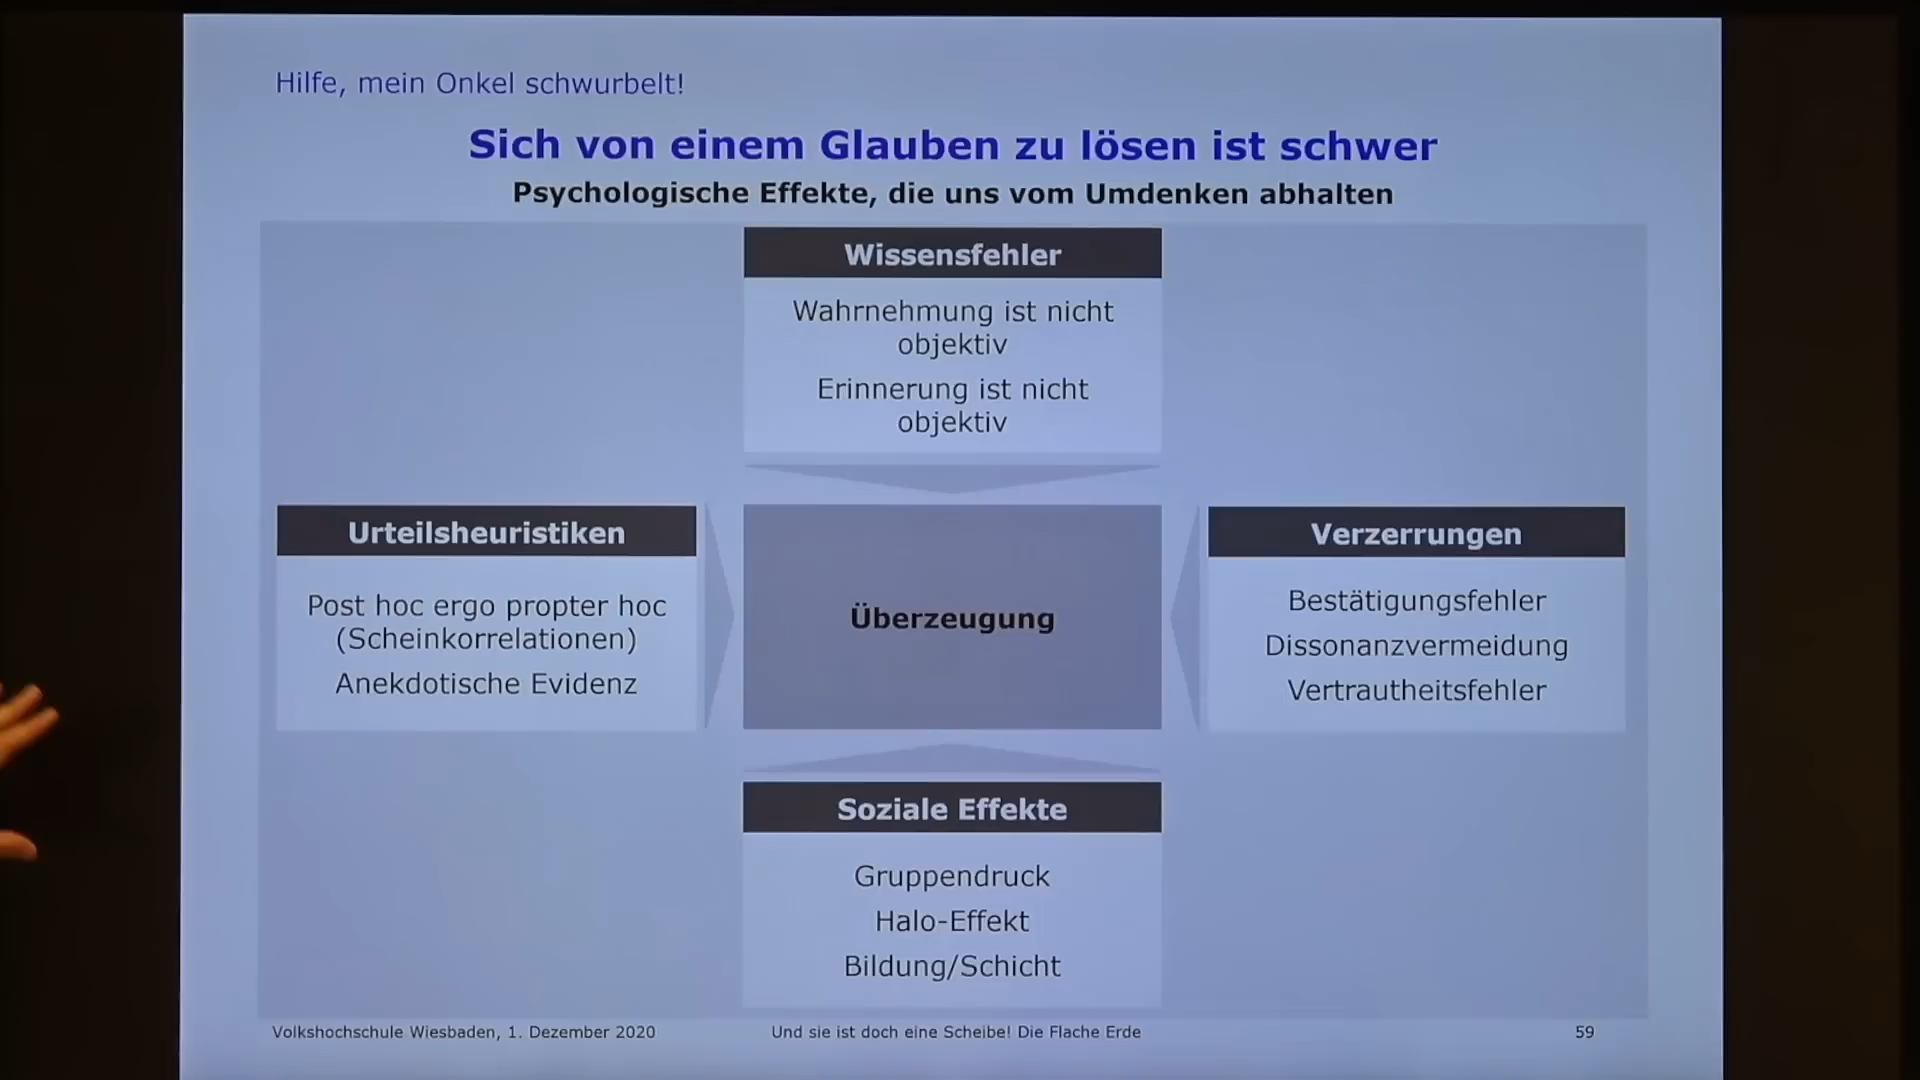 Hilfe, mein Onkel schwurbelt!
Sich von einem Glauben zu lösen ist schwer
Psychologische Effekte, die uns vom Umdenken abhalten
Wissensfehler
Wahrnehmung ist nicht
objektiv
Erinnerung ist nicht
objektiv
Urteilsheuristiken
Post hoc ergo propter hoc
(Scheinkorrelationen)
Anekdotische Evidenz
Überzeugung
Verzerrungen
Bestätigungsfehler
Dissonanzvermeidung
Vertrautheitsfehler
Soziale Effekte
Gruppendruck
Halo-Effekt
Bildung/Schicht
Volkshochschule Wiesbaden, 1. Dezember 2020
Und sie ist doch eine Scheibe! Die Flache Erde
59